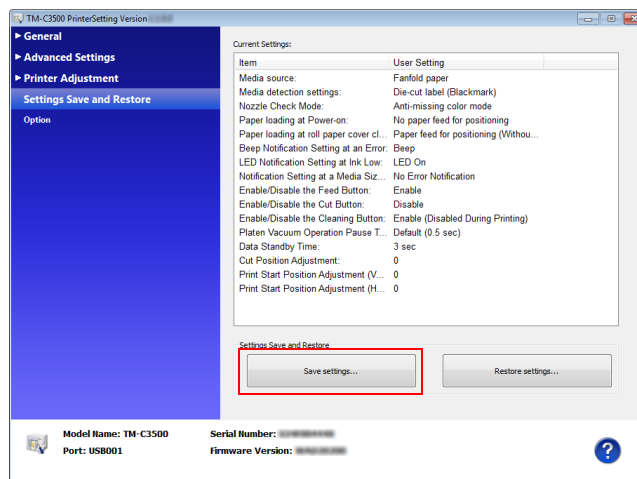 TM-C3500 PrinterSetting Version
General
Advanced Settings
Printer Adjustment
Settings Save and Restore
Option
Current Settings:
Item User Setting
Media source: Fanfold paper
Media detection settings: Die-cut label (Blackmark)
Nozzle Check Mode: Anti-missing color mode
Paper loading at Power-on: No paper feed for positioning
Paper loading at roll paper cover cl... Paper feed for positioning (Withou...
Beep Notification Setting at an Error: Beep
LED Notification Setting at Ink Low: LED On
Notification Setting at a Media Siz... No Error Notification
Enable/Disable the Feed Button: Enable
Enable/Disable the Cut Button: Disable
Enable/Disable the Cleaning Button: Enable (Disabled During Printing)
Platen Vacuum Operation Pause T... Default (0.5 sec)
Data Standby Time: 3 sec
Cut Position Adjustment: 0
Print Start Position Adjustment (V... 0
Print Start Position Adjustment (H... 0
Settings Save and Restore
Save settings... Restore settings...
Model Name: TM-C3500 Serial Number:
Port: USB001 Firmware Version: